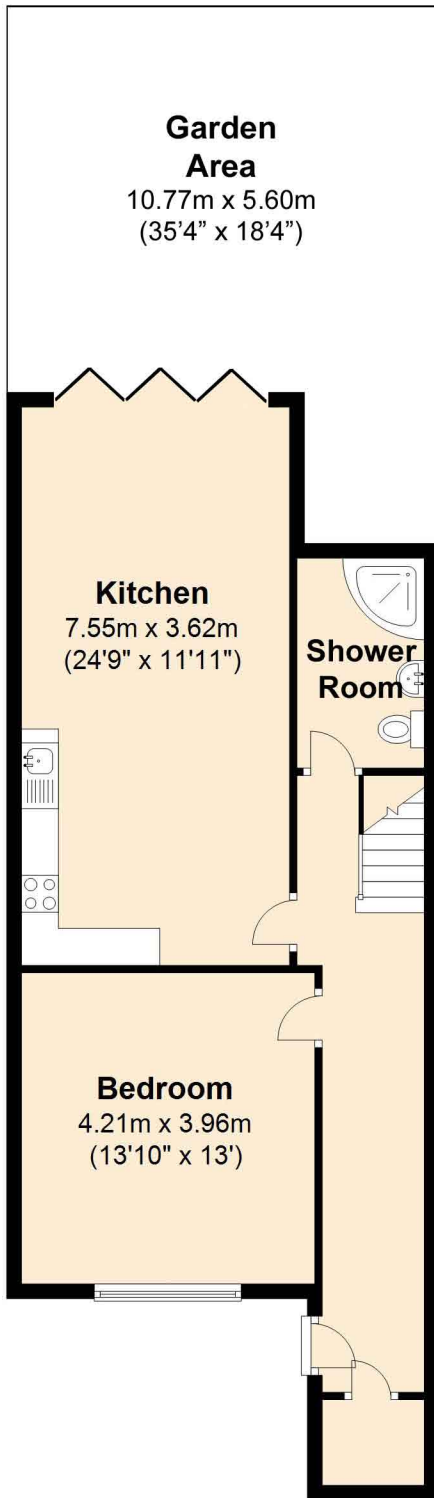 Garden
Area
10.77m x 5.60m
(35’4” x 18’4”)
Kitchen
7.55m x 3.62m
(24'9" x 11'11")
Shower
Room
Bedroom
4.21m x 3.96m
(13'10" x 13')